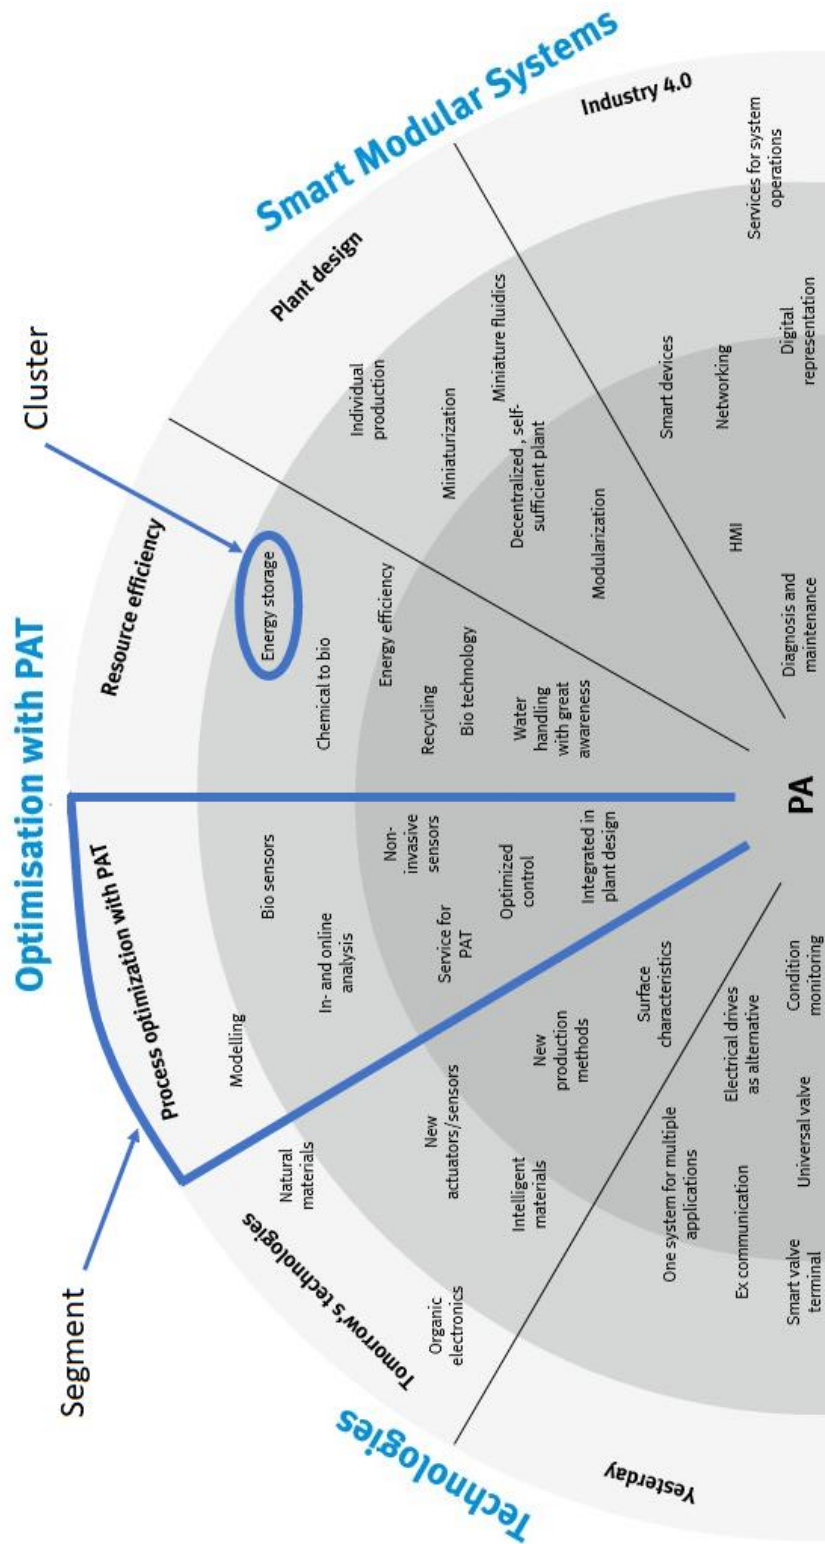 Optimisation with PAT
Smart Modular Systems
Technologies
Segment
Cluster
Yesterday
Tomorrow's technologies
Process optimization with PAT
Resource efficiency
Plant design
Industry 4.0
Smart valve
terminal
Universal valve
Condition
monitoring
Ex communication
Electrical drives
as alternative
One system for multiple
applications
Organic
electronics
Natural
materials
New
actuators/sensors
Intelligent
materials
New
production
methods
Surface
characteristics
Modelling
Bio sensors
In- and online
analysis
Non-
invasive
sensors
Service for
PAT
Optimized
control
Integrated in
plant design
Energy storage
Chemical to bio
Energy efficiency
Recycling
Bio technology
Water
handling
with great
awareness
Individual
production
Miniaturization
Miniature fluidics
Decentralized , self-
sufficient plant
Modularization
Smart devices
Networking
HMI
Services for system
operations
Digital
representation
Diagnosis and
maintenance
PA